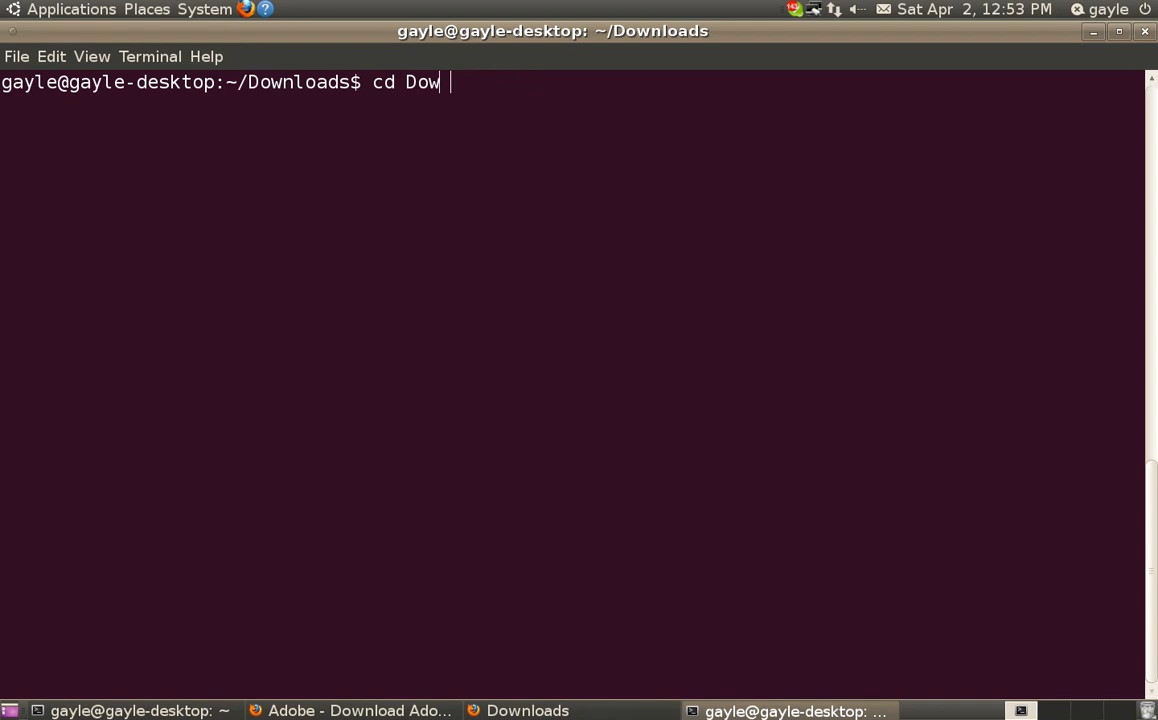 Applications Places System ? 143 Sat Apr 2, 12:53 PM gayle
gayle@gayle-desktop: ~/Downloads
File Edit View Terminal Help
gayle@gayle-desktop:~/Downloads$ cd Dow
gayle@gayle-desktop: ~ Adobe - Download Ado... Downloads gayle@gayle-desktop: ...